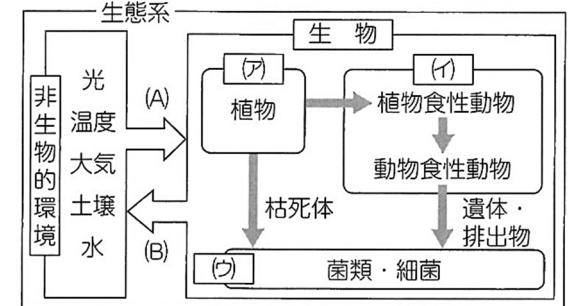 生態系
非生物的環境
光
温度
大気
土壌
水
(A)
(B)
生 物
(ア)
植物
(イ)
植物食性動物
動物食性動物
枯死体
遺体・
排出物
(ウ)
菌類・細菌